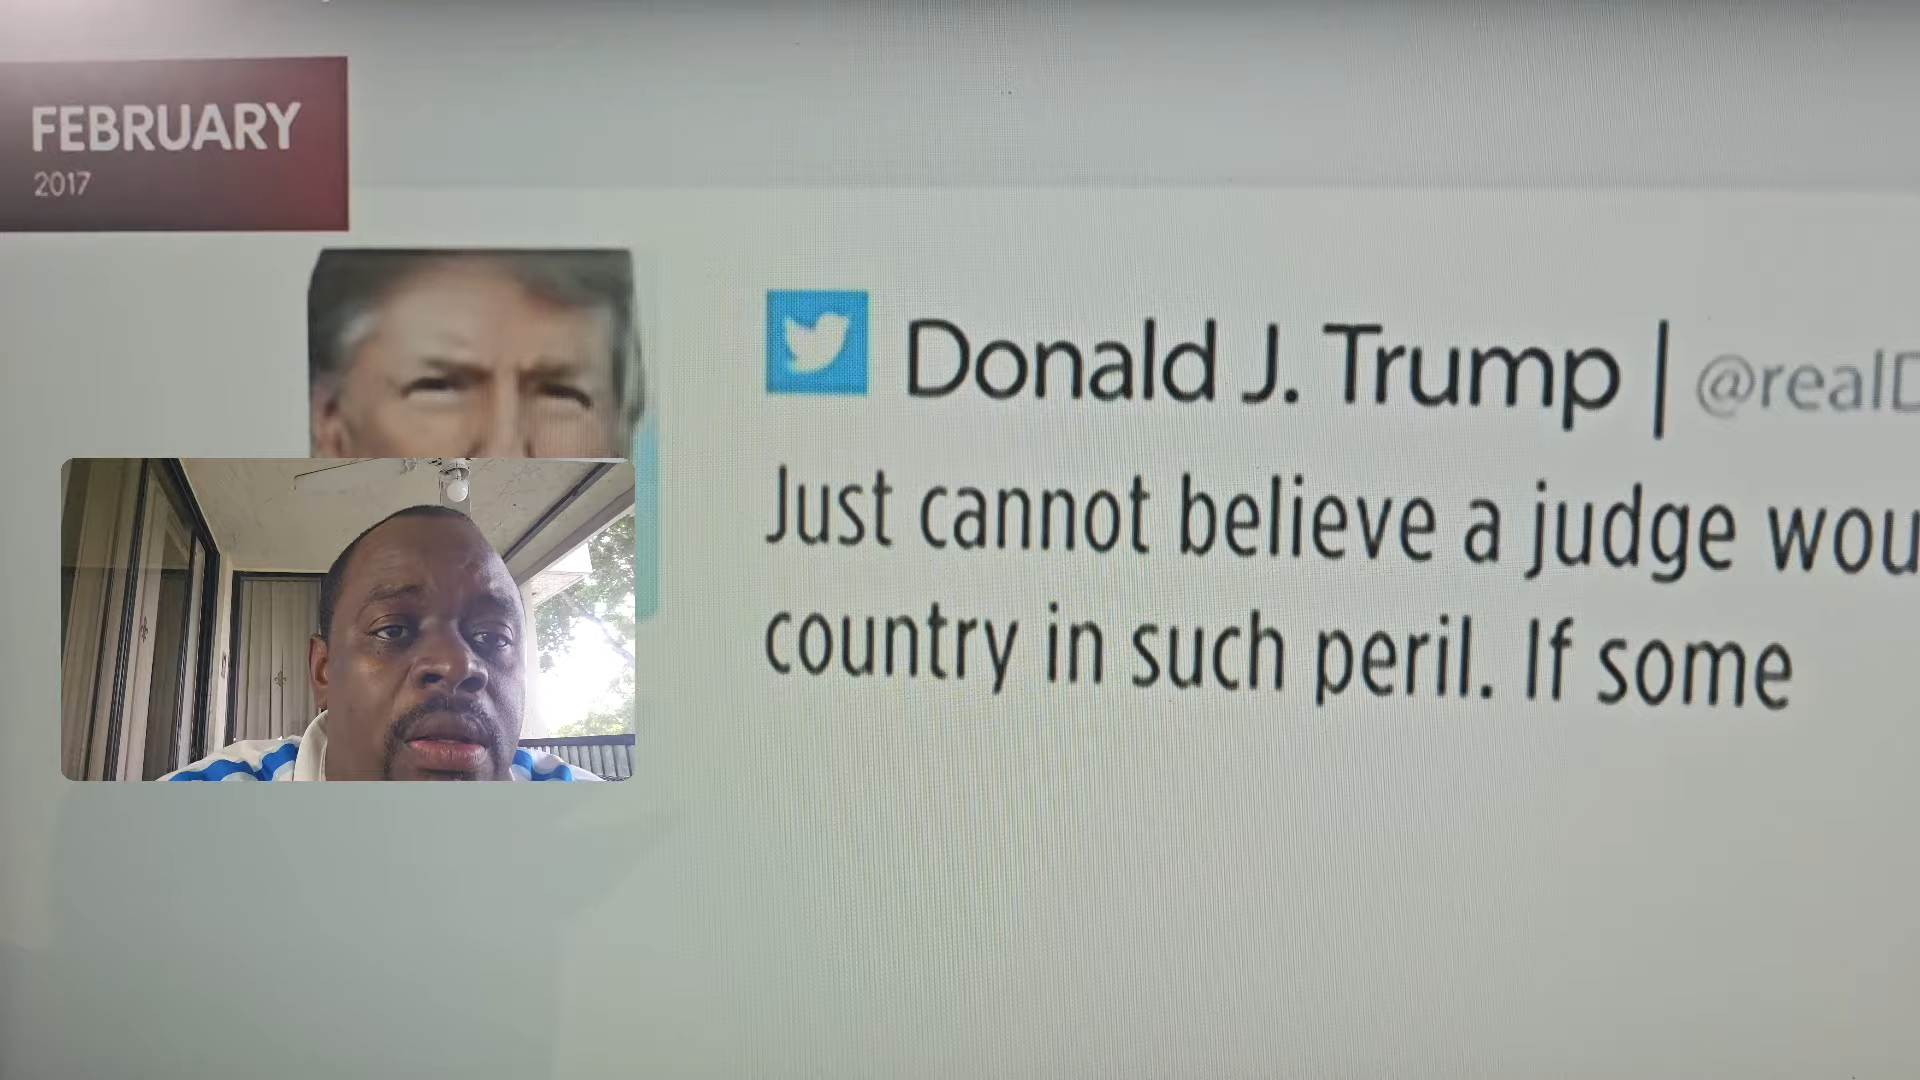 FEBRUARY
2017
Donald J. Trump | @realD
Just cannot believe a judge wou
country in such peril. If some